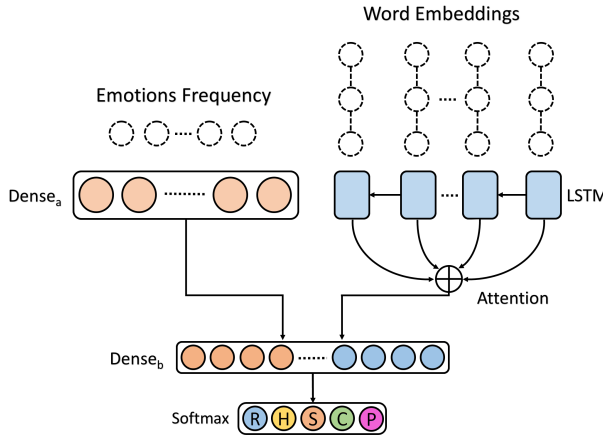 Word Embeddings
Emotions Frequency
Dense_a
LSTM
Attention
Dense_b
Softmax R H S C P